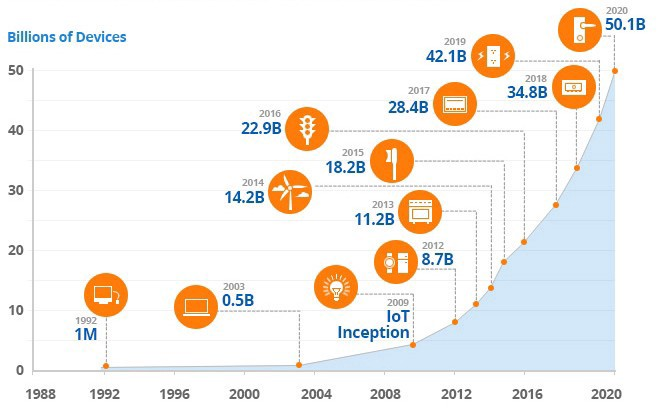 Billions of Devices
2020
50.1B
2019
42.1B
2018
34.8B
2017
28.4B
2016
22.9B
2015
18.2B
2014
14.2B
2013
11.2B
2012
8.7B
2009
IoT
Inception
2003
0.5B
1992
1M
50
40
30
20
10
0
1988 1992 1996 2000 2004 2008 2012 2016 2020